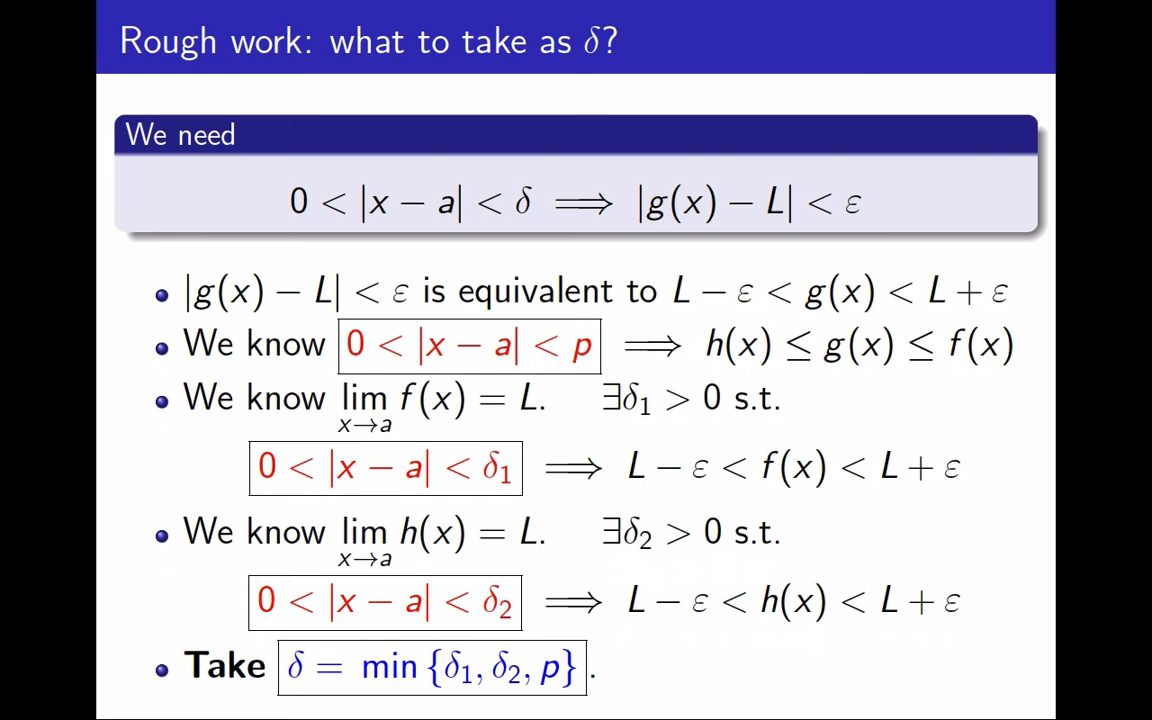 Rough work: what to take as δ?
We need
0 < |x − a| < δ ⟹ |g(x) − L| < ε
• |g(x) − L| < ε is equivalent to L − ε < g(x) < L + ε
• We know 0 < |x − a| < p ⟹ h(x) ≤ g(x) ≤ f(x)
• We know lim f(x) = L. ∃δ₁ > 0 s.t.
x→a
0 < |x − a| < δ₁ ⟹ L − ε < f(x) < L + ε
• We know lim h(x) = L. ∃δ₂ > 0 s.t.
x→a
0 < |x − a| < δ₂ ⟹ L − ε < h(x) < L + ε
• Take δ = min {δ₁, δ₂, p}.